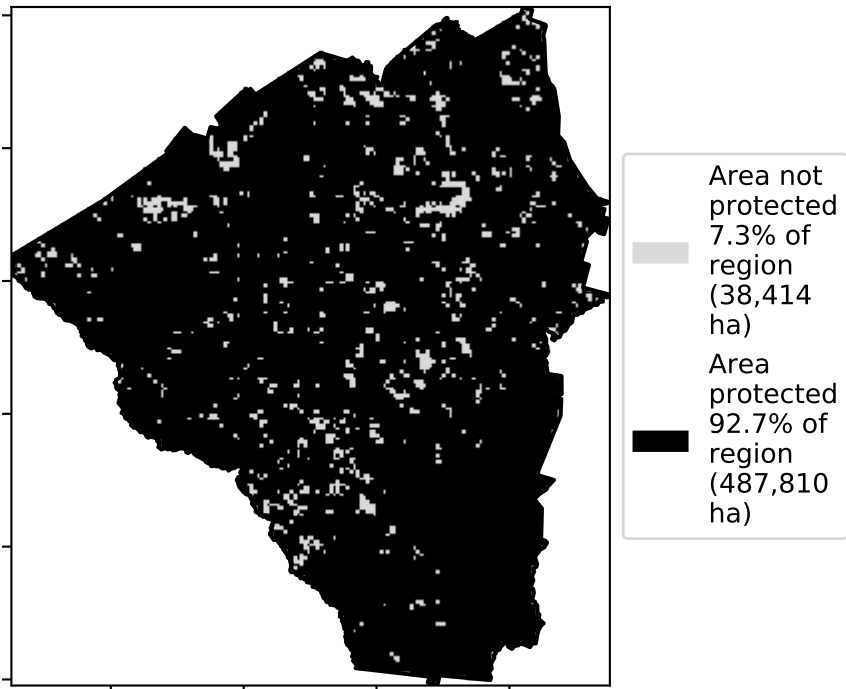 Area not
protected
7.3% of
region
(38,414
ha)
Area
protected
92.7% of
region
(487,810
ha)